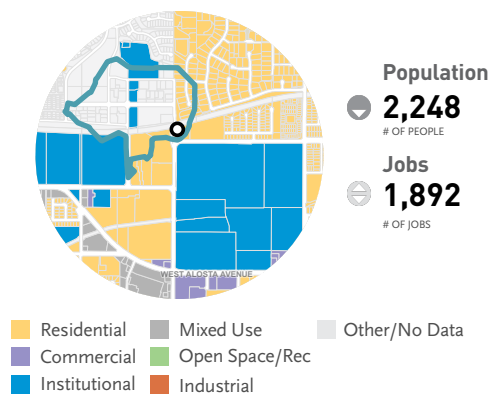 Population
2,248
# OF PEOPLE
Jobs
1,892
# OF JOBS
WEST ALOSTA AVENUE
Residential
Commercial
Institutional
Mixed Use
Open Space/Rec
Industrial
Other/No Data